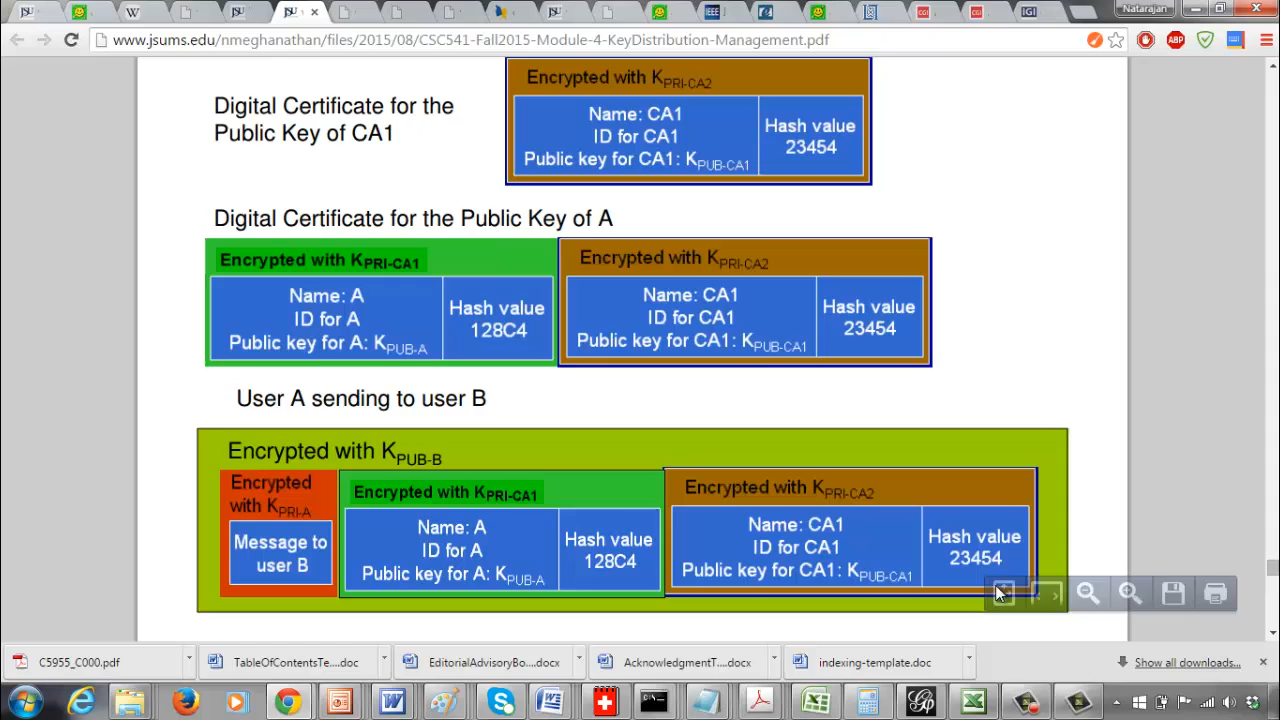 Natarajan
www.jsums.edu/nmeghanathan/files/2015/08/CSC541-Fall2015-Module-4-KeyDistribution-Management.pdf
Digital Certificate for the
Public Key of CA1
Encrypted with KPRI-CA2
Name: CA1
ID for CA1
Public key for CA1: KPUB-CA1
Hash value
23454
Digital Certificate for the Public Key of A
Encrypted with KPRI-CA1
Name: A
ID for A
Public key for A: KPUB-A
Hash value
128C4
Encrypted with KPRI-CA2
Name: CA1
ID for CA1
Public key for CA1: KPUB-CA1
Hash value
23454
User A sending to user B
Encrypted with KPUB-B
Encrypted
with KPRI-A
Message to
user B
Encrypted with KPRI-CA1
Name: A
ID for A
Public key for A: KPUB-A
Hash value
128C4
Encrypted with KPRI-CA2
Name: CA1
ID for CA1
Public key for CA1: KPUB-CA1
Hash value
23454
C5955_C000.pdf
TableOfContentsTe....doc
EditorialAdvisoryBo....docx
AcknowledgmentT....docx
indexing-template.doc
Show all downloads...